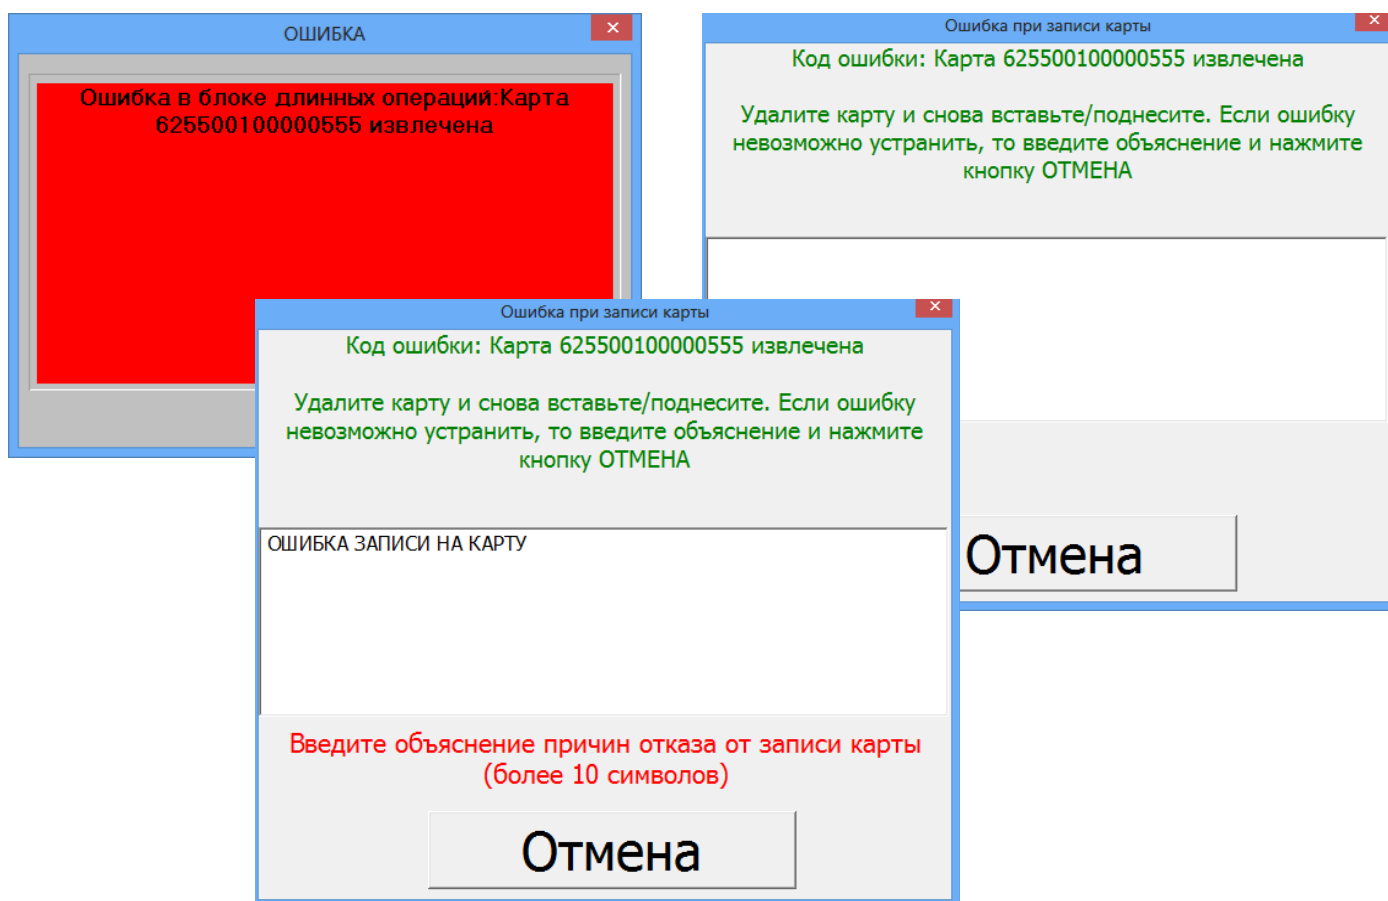 ОШИБКА
Ошибка в блоке длинных операций:Карта
625500100000555 извлечена
Ошибка при записи карты
Код ошибки: Карта 625500100000555 извлечена
Удалите карту и снова вставьте/поднесите. Если ошибку
невозможно устранить, то введите объяснение и нажмите
кнопку ОТМЕНА
Отмена
Ошибка при записи карты
Код ошибки: Карта 625500100000555 извлечена
Удалите карту и снова вставьте/поднесите. Если ошибку
невозможно устранить, то введите объяснение и нажмите
кнопку ОТМЕНА
ОШИБКА ЗАПИСИ НА КАРТУ
Введите объяснение причин отказа от записи карты
(более 10 символов)
Отмена